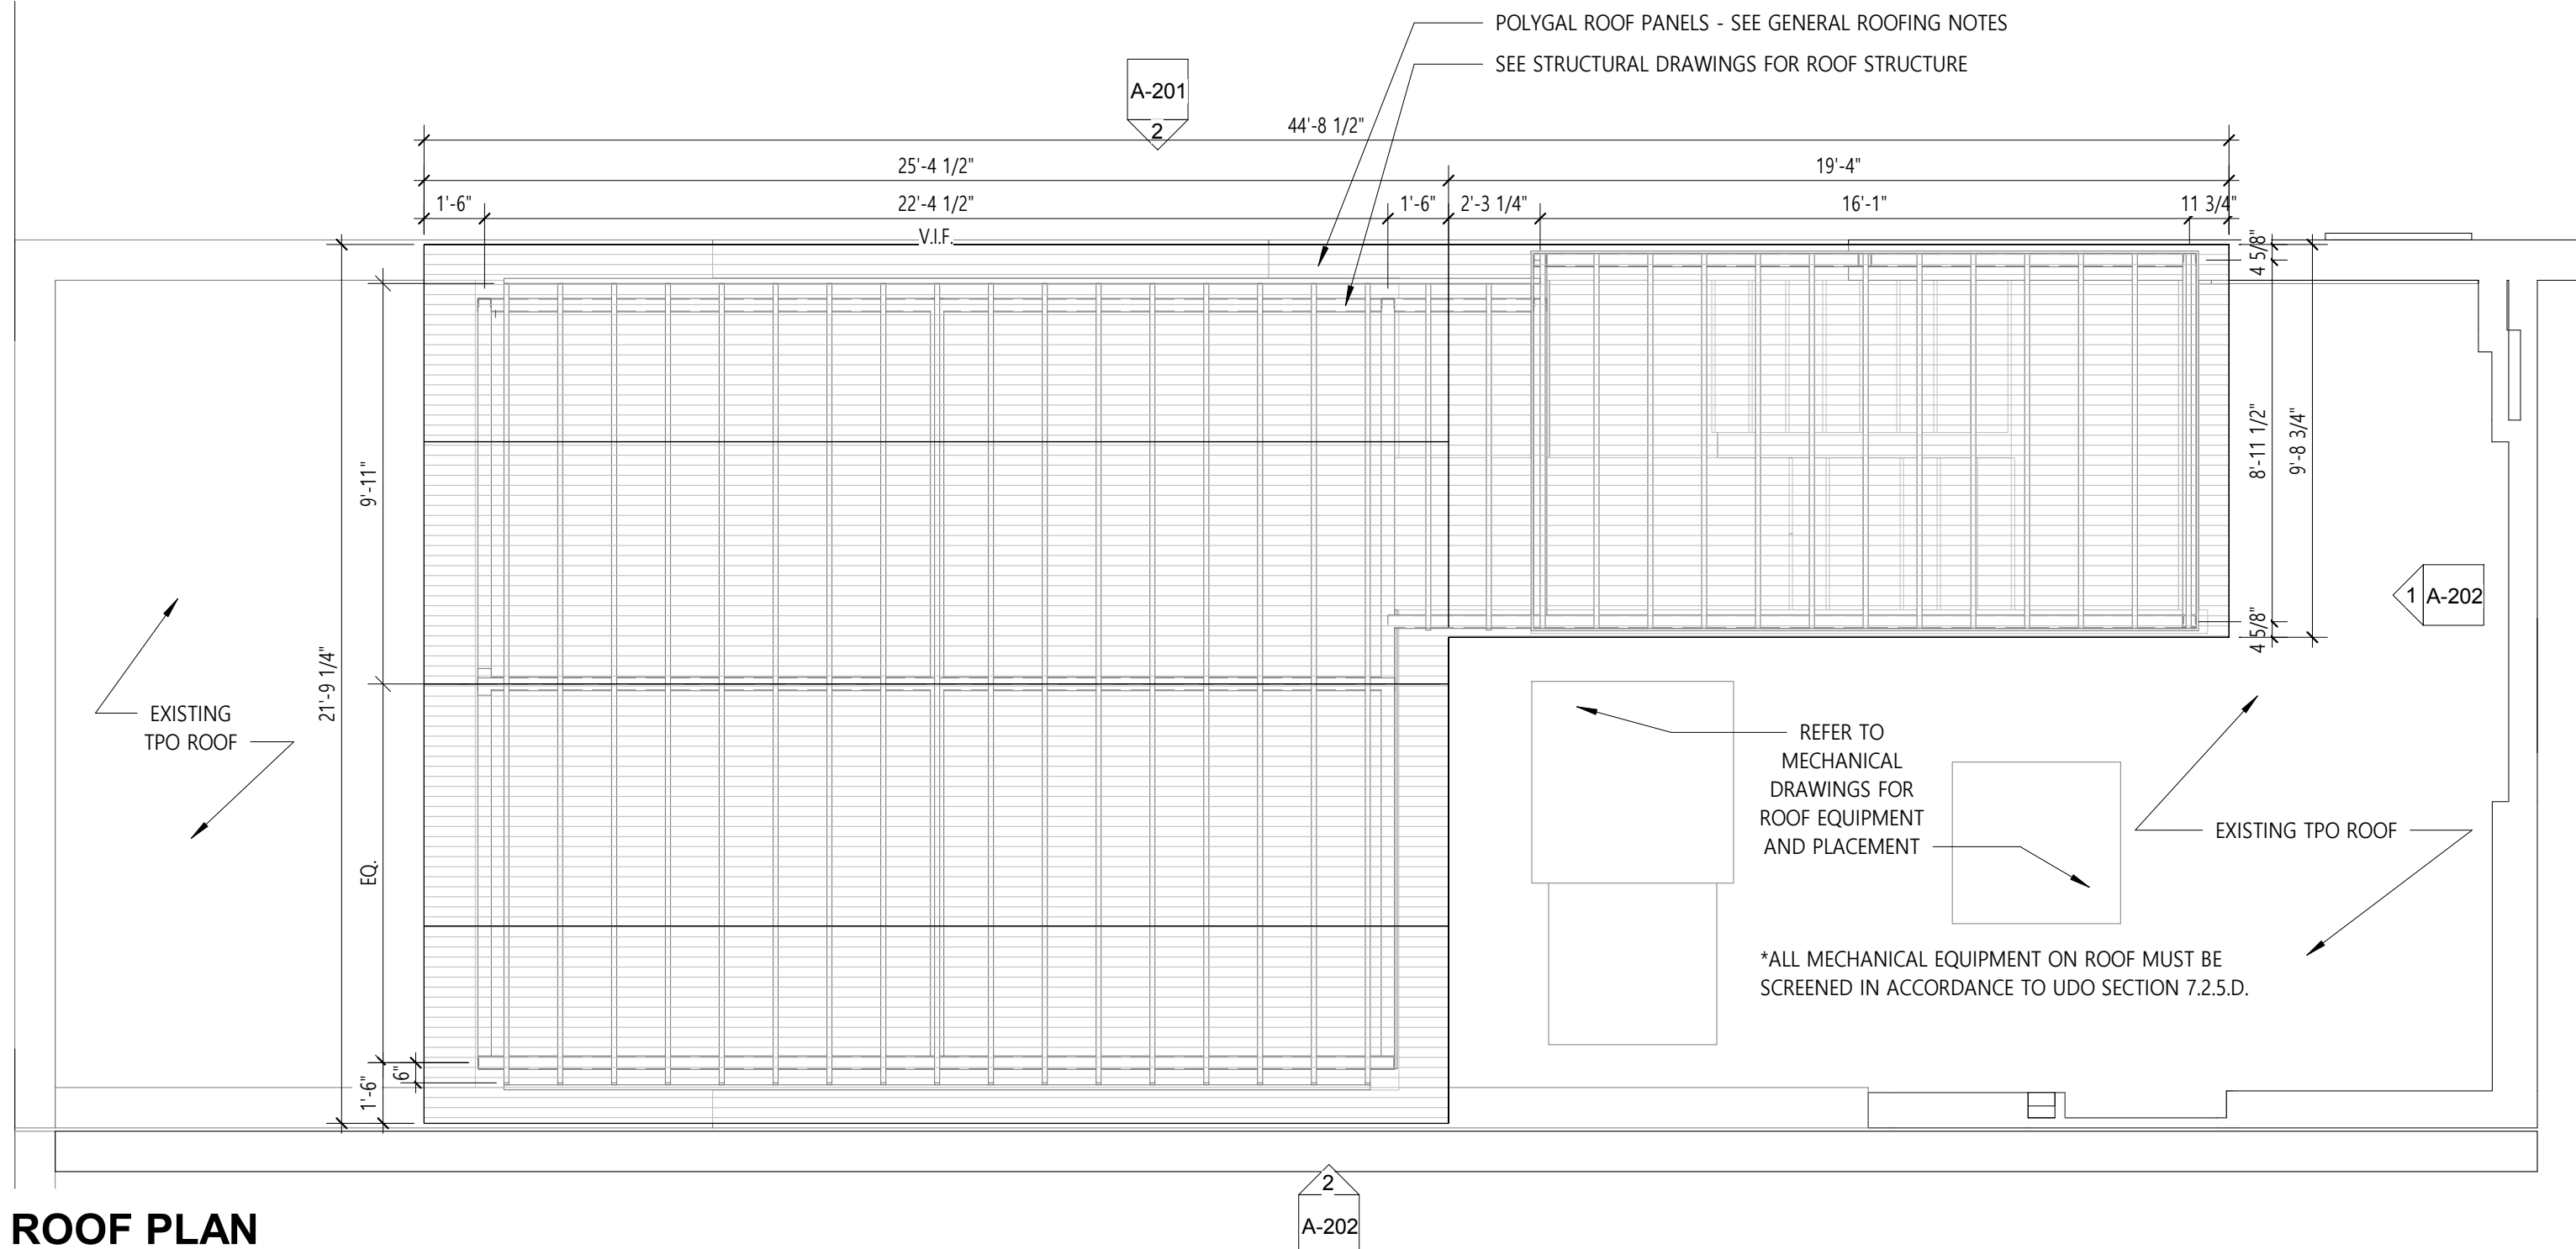 POLYGAL ROOF PANELS - SEE GENERAL ROOFING NOTES
SEE STRUCTURAL DRAWINGS FOR ROOF STRUCTURE
A-201
2
44'-8 1/2"
25'-4 1/2"
19'-4"
1'-6"
22'-4 1/2"
1'-6"
2'-3 1/4"
16'-1"
11 3/4"
V.I.F.
4 5/8"
8'-11 1/2"
9'-8 3/4"
4 5/8"
9'-11"
21'-9 1/4"
EQ.
1'-6"
6"
1
A-202
EXISTING
TPO ROOF
REFER TO
MECHANICAL
DRAWINGS FOR
ROOF EQUIPMENT
AND PLACEMENT
EXISTING TPO ROOF
*ALL MECHANICAL EQUIPMENT ON ROOF MUST BE
SCREENED IN ACCORDANCE TO UDO SECTION 7.2.5.D.
2
A-202
ROOF PLAN